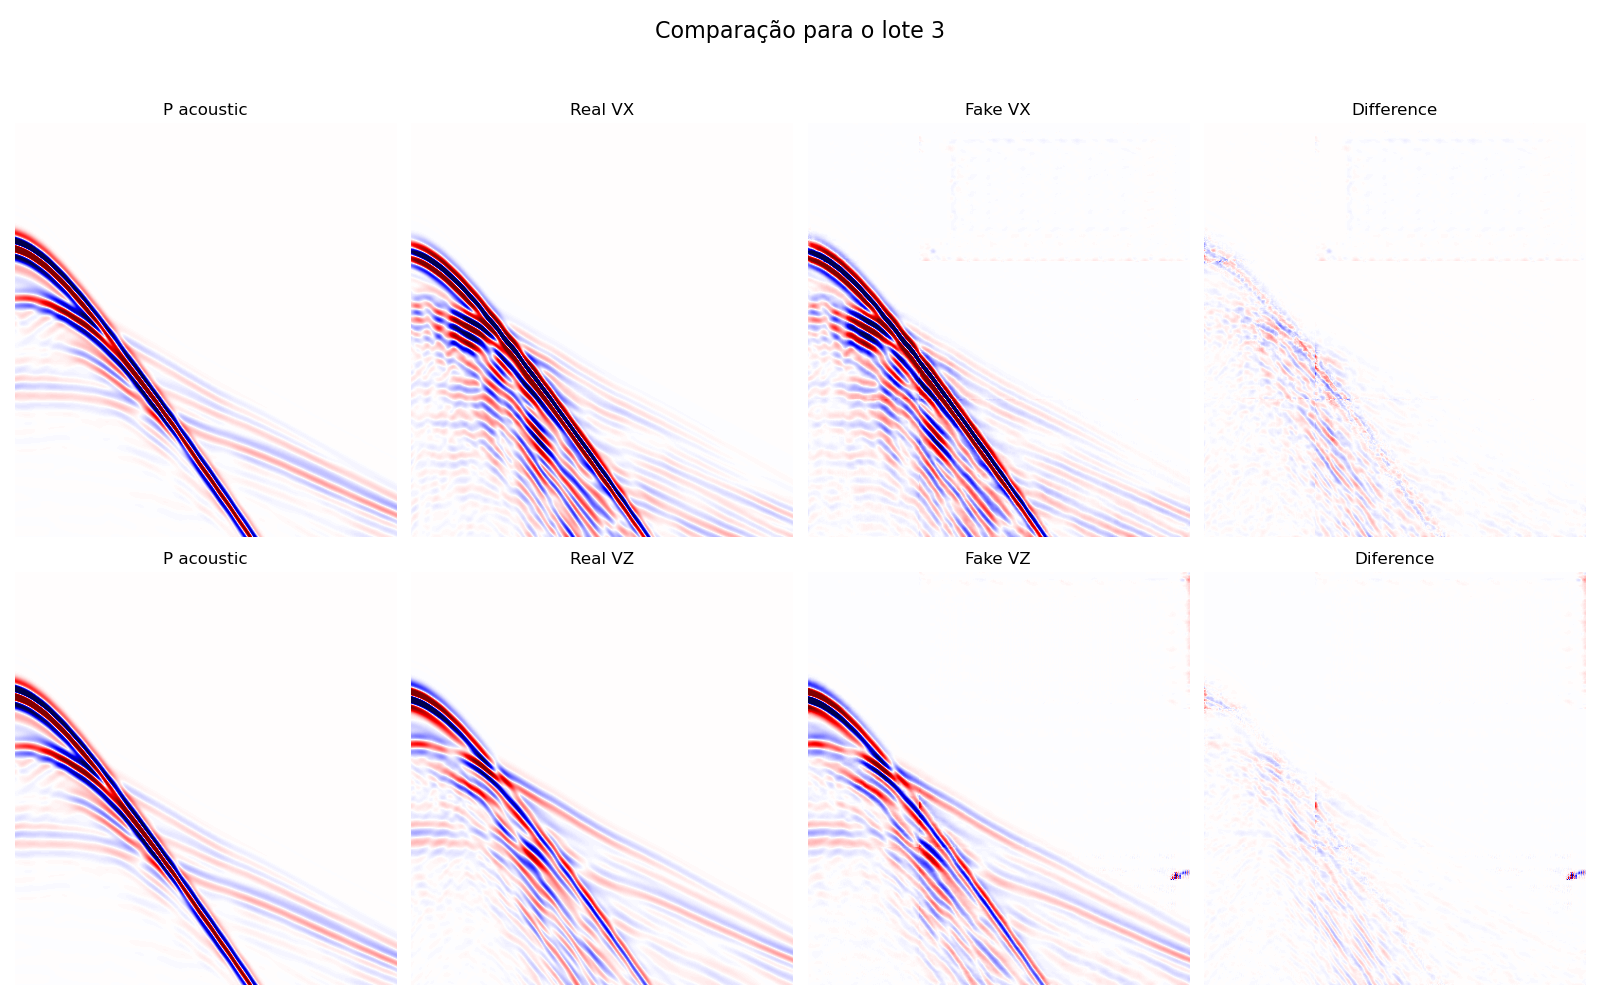 Comparação para o lote 3
P acoustic
Real VX
Fake VX
Difference
P acoustic
Real VZ
Fake VZ
Diference